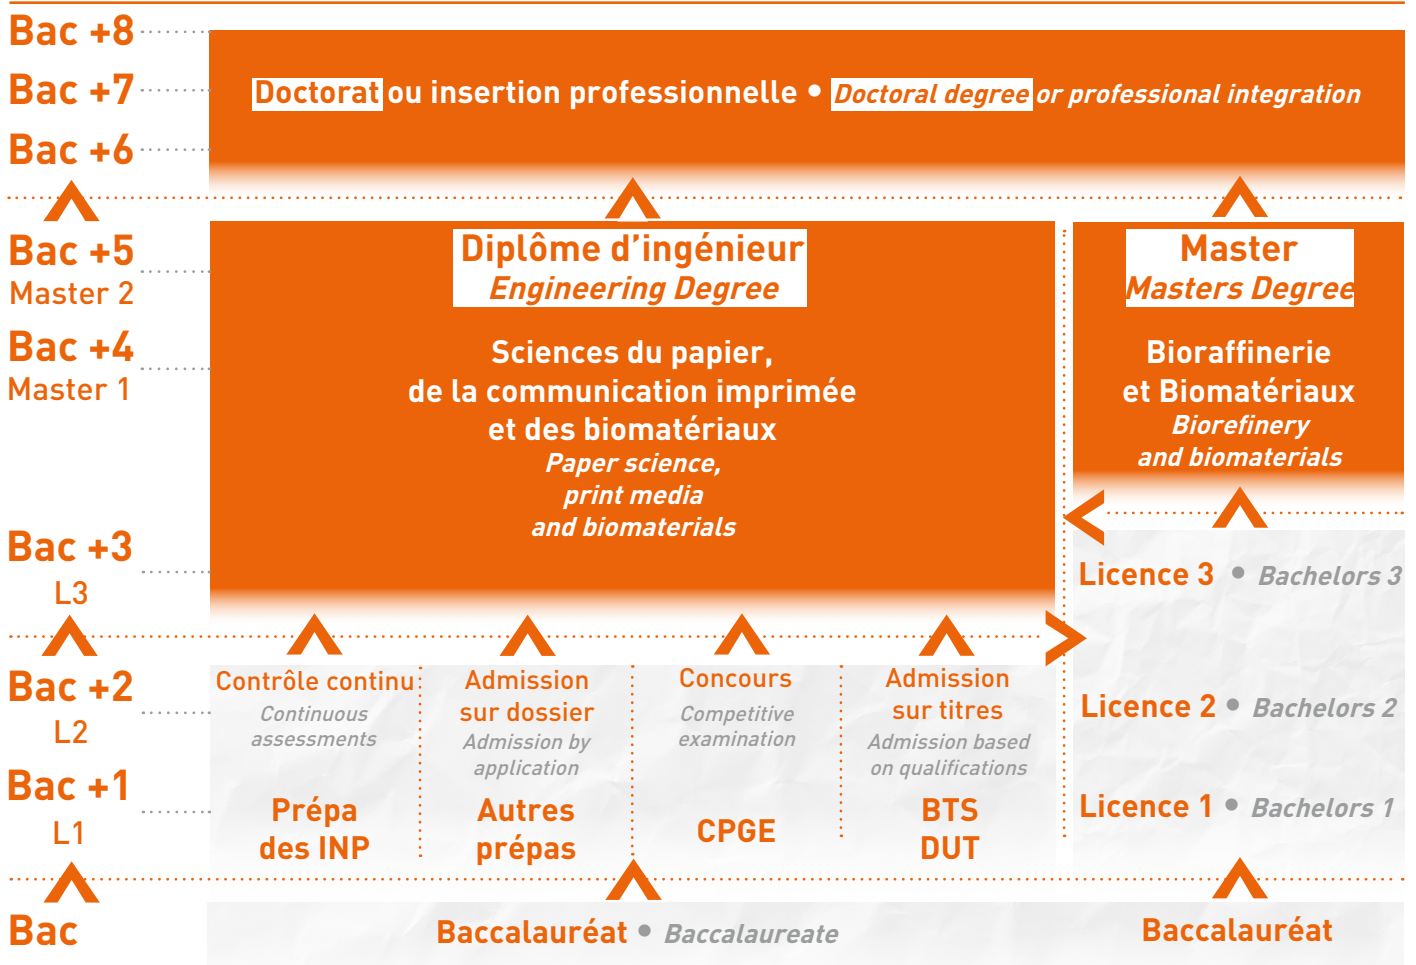 Bac +8
Bac +7
Doctorat ou insertion professionnelle • Doctoral degree or professional integration
Bac +6
Bac +5
Master 2
Bac +4
Master 1
Diplôme d'ingénieur
Engineering Degree
Sciences du papier,
de la communication imprimée
et des biomatériaux
Paper science,
print media
and biomaterials
Master
Masters Degree
Bioraffinerie
et Biomatériaux
Biorefinery
and biomaterials
Bac +3
L3
Licence 3 • Bachelors 3
Bac +2
L2
Contrôle continu
Continuous
assessments
Admission
sur dossier
Admission by
application
Concours
Competitive
examination
Admission
sur titres
Admission based
on qualifications
Licence 2 • Bachelors 2
Bac +1
L1
Prépa
des INP
Autres
prépas
CPGE
BTS
DUT
Licence 1 • Bachelors 1
Bac
Baccalauréat • Baccalaureate
Baccalauréat